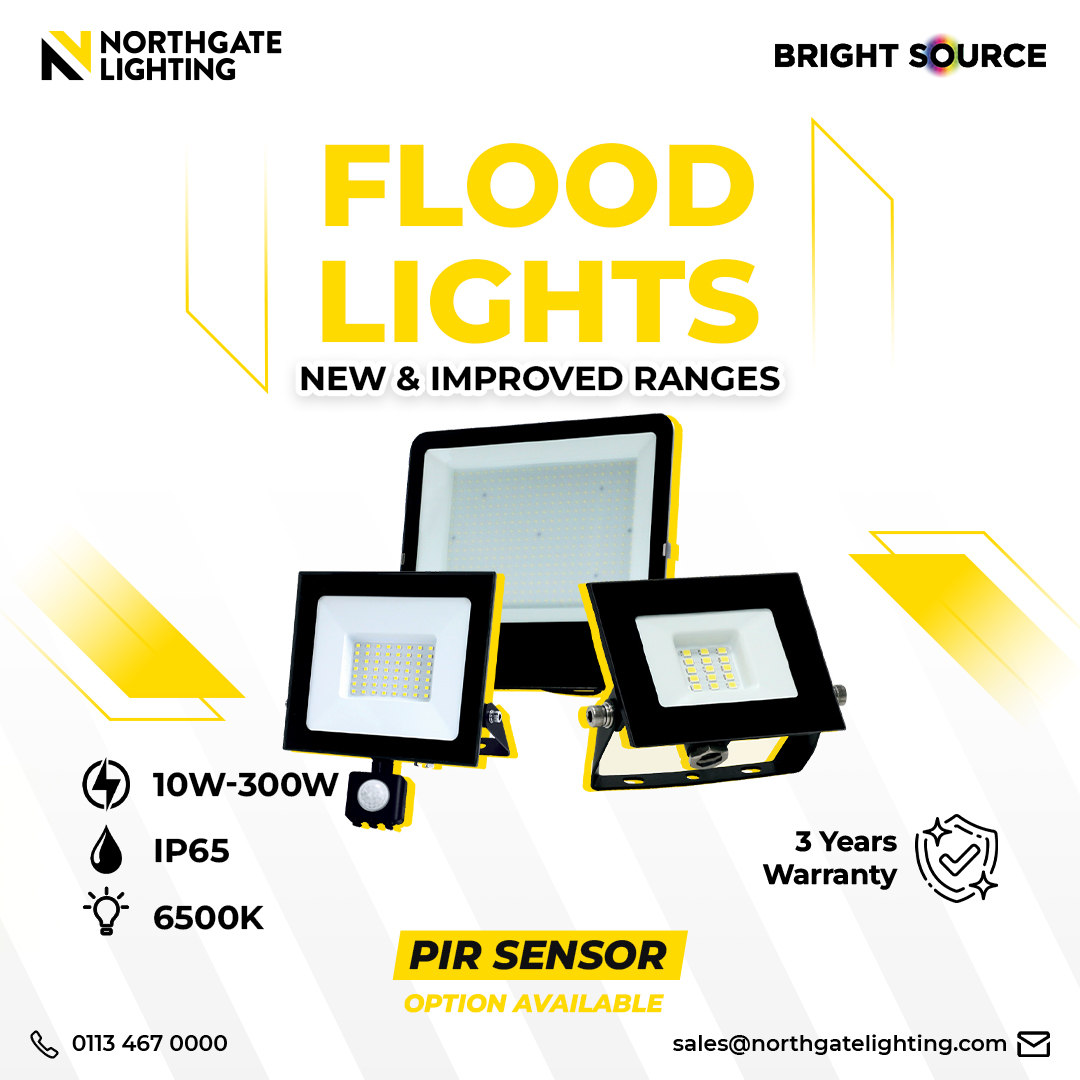 NORTHGATE
LIGHTING
BRIGHT SOURCE
FLOOD
LIGHTS
NEW & IMPROVED RANGES
10W-300W
IP65
6500K
3 Years
Warranty
PIR SENSOR
OPTION AVAILABLE
0113 467 0000
sales@northgatelighting.com